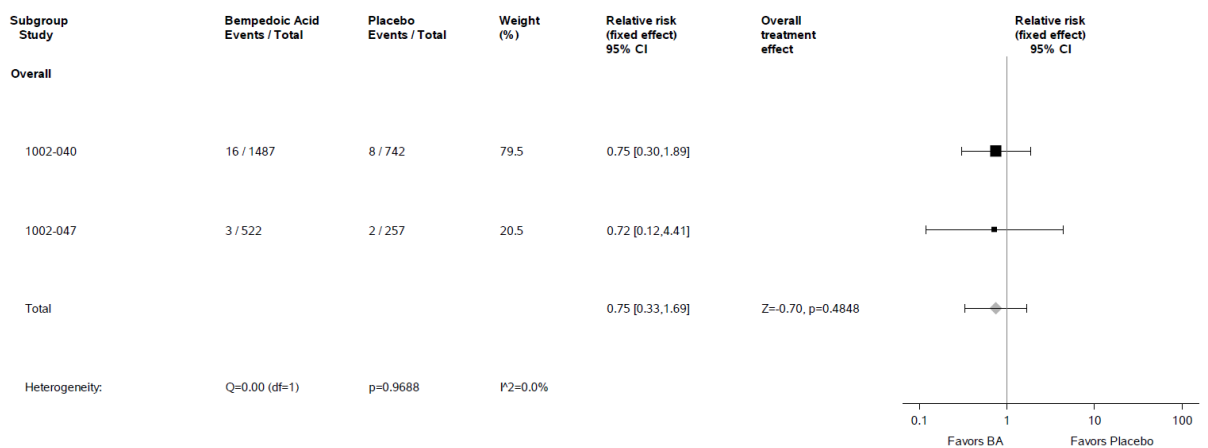 Subgroup Bempedoic Acid Placebo Weight Relative risk Overall Relative risk
Study Events / Total Events / Total (%) (fixed effect) treatment (fixed effect)
95% CI effect 95% CI
Overall
1002-040 16 / 1487 8 / 742 79.5 0.75 [0.30,1.89]
1002-047 3 / 522 2 / 257 20.5 0.72 [0.12,4.41]
Total 0.75 [0.33,1.69] Z=-0.70, p=0.4848
Heterogeneity: Q=0.00 (df=1) p=0.9688 I^2=0.0%
0.1 1 10 100
Favors BA Favors Placebo